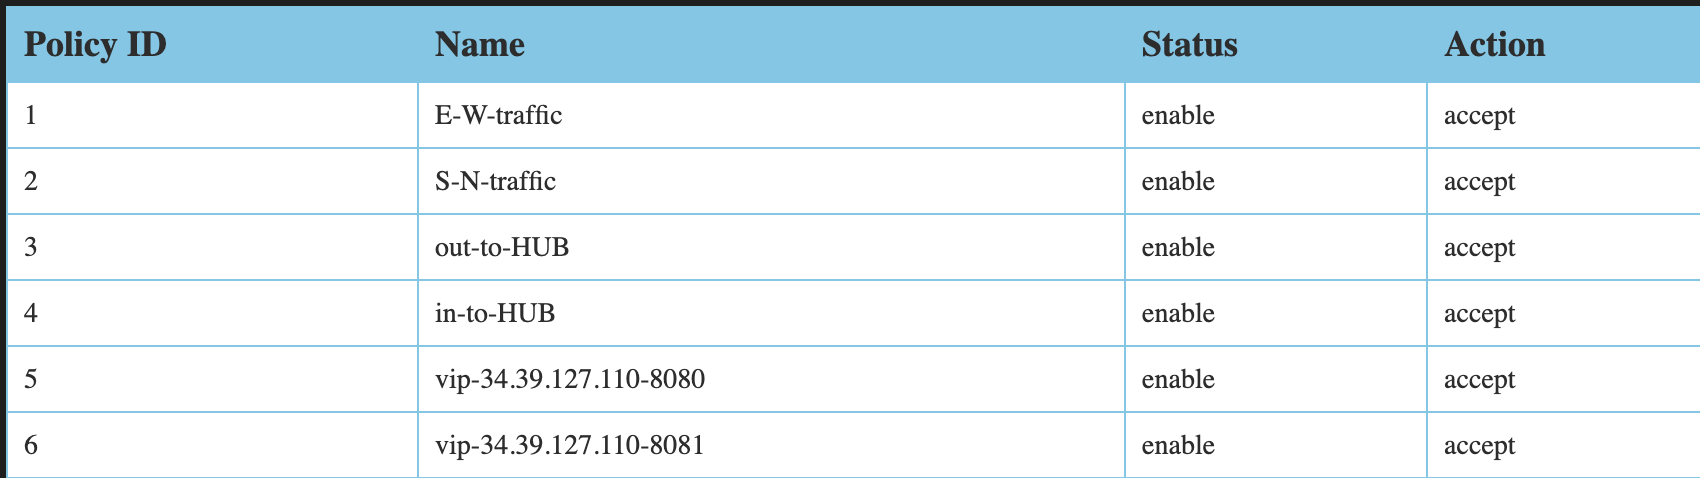 Policy ID Name Status Action
1 E-W-traffic enable accept
2 S-N-traffic enable accept
3 out-to-HUB enable accept
4 in-to-HUB enable accept
5 vip-34.39.127.110-8080 enable accept
6 vip-34.39.127.110-8081 enable accept